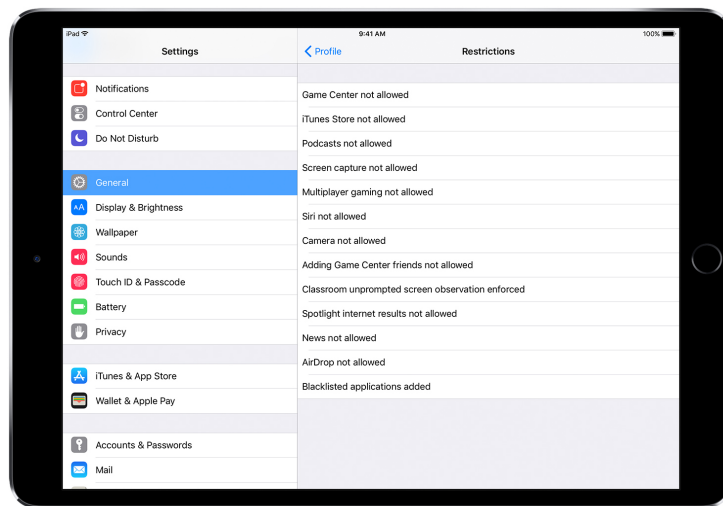 iPad
9:41 AM
100%
Settings
Profile
Restrictions
Notifications
Control Center
Do Not Disturb
General
Display & Brightness
Wallpaper
Sounds
Touch ID & Passcode
Battery
Privacy
iTunes & App Store
Wallet & Apple Pay
Accounts & Passwords
Mail
Game Center not allowed
iTunes Store not allowed
Podcasts not allowed
Screen capture not allowed
Multiplayer gaming not allowed
Siri not allowed
Camera not allowed
Adding Game Center friends not allowed
Classroom unprompted screen observation enforced
Spotlight internet results not allowed
News not allowed
AirDrop not allowed
Blacklisted applications added